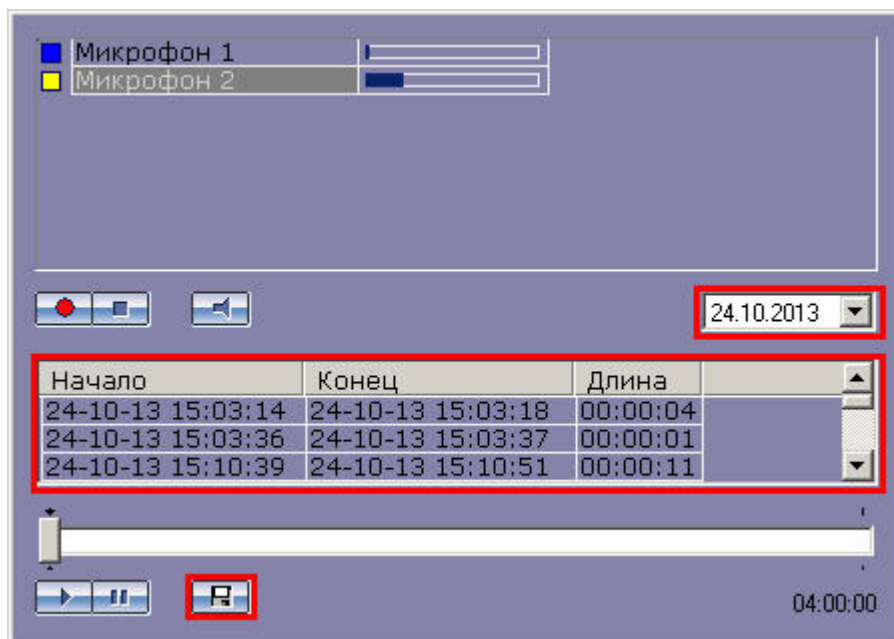 Микрофон 1
Микрофон 2
24.10.2013
Начало Конец Длина
24-10-13 15:03:14 24-10-13 15:03:18 00:00:04
24-10-13 15:03:36 24-10-13 15:03:37 00:00:01
24-10-13 15:10:39 24-10-13 15:10:51 00:00:11
04:00:00